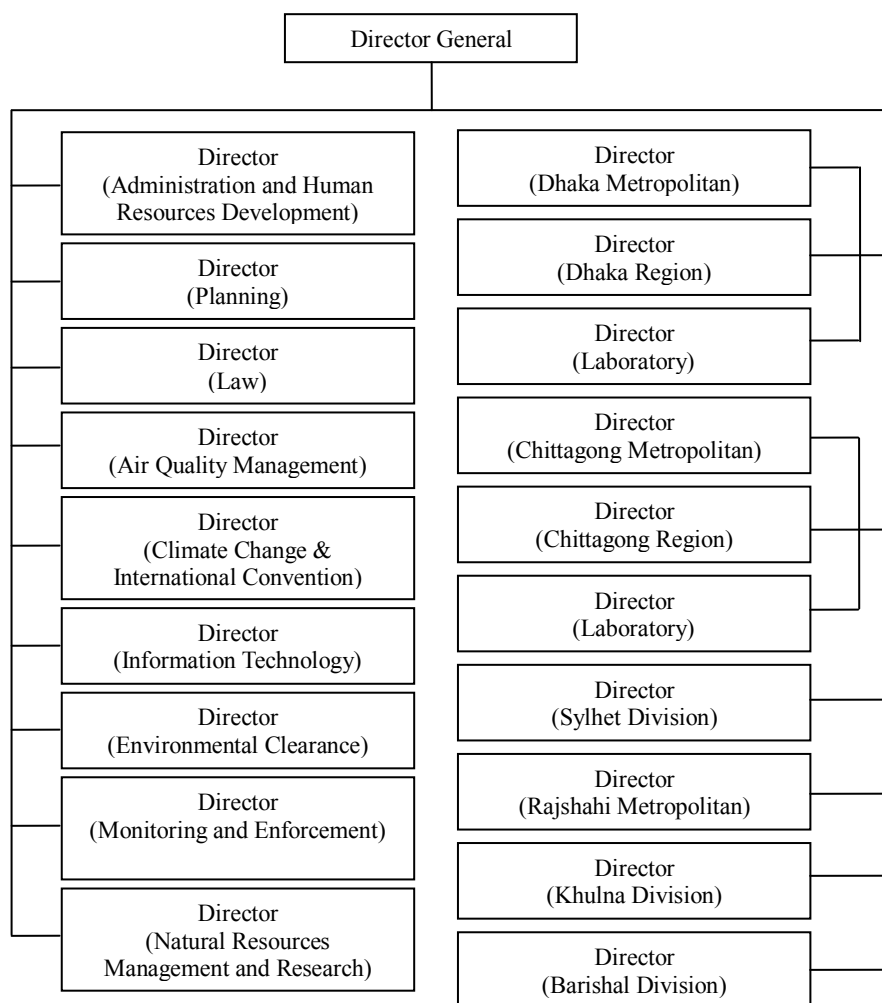 Director General
Director
(Administration and Human
Resources Development)
Director
(Planning)
Director
(Law)
Director
(Air Quality Management)
Director
(Climate Change &
International Convention)
Director
(Information Technology)
Director
(Environmental Clearance)
Director
(Monitoring and Enforcement)
Director
(Natural Resources
Management and Research)
Director
(Dhaka Metropolitan)
Director
(Dhaka Region)
Director
(Laboratory)
Director
(Chittagong Metropolitan)
Director
(Chittagong Region)
Director
(Laboratory)
Director
(Sylhet Division)
Director
(Rajshahi Metropolitan)
Director
(Khulna Division)
Director
(Barishal Division)